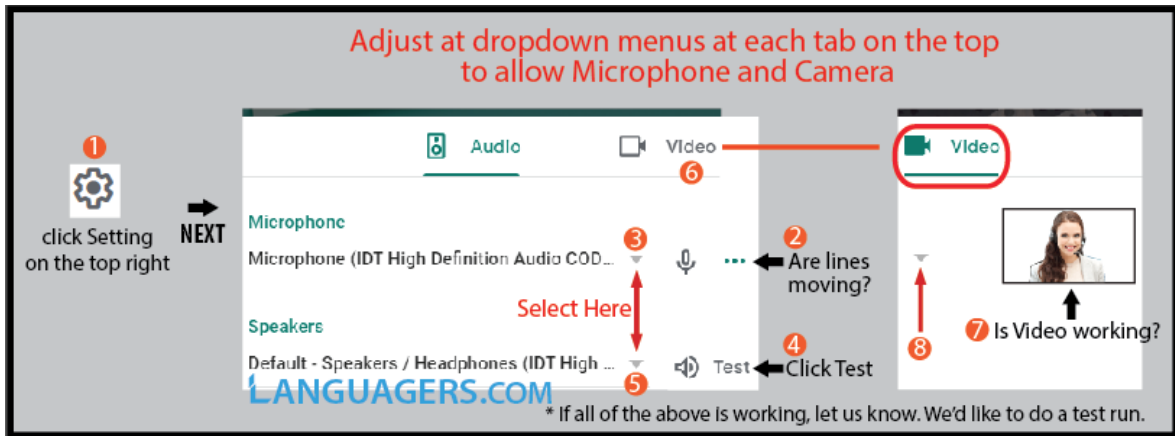 Adjust at dropdown menus at each tab on the top
to allow Microphone and Camera
1
click Setting
on the top right
NEXT
Audio
Video
6
Microphone
Microphone (IDT High Definition Audio COD...
3
2
Are lines
moving?
Select Here
Speakers
Default - Speakers / Headphones (IDT High ...
5
Test
4
Click Test
LANGUAGERS.COM
Video
8
7 Is Video working?
* If all of the above is working, let us know. We'd like to do a test run.